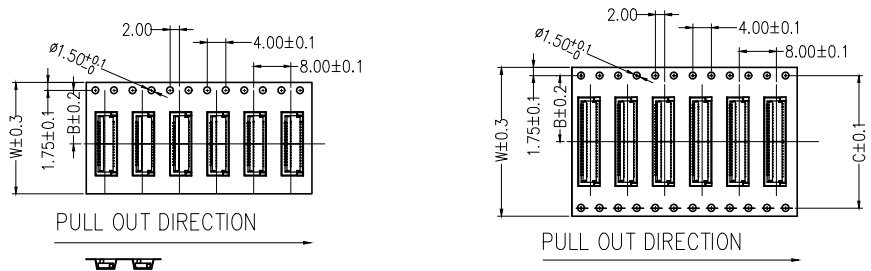 2.00
4.00±0.1
ø1.50+0.1 -0
8.00±0.1
W±0.3
1.75±0.1
B±0.2
PULL OUT DIRECTION
2.00
4.00±0.1
ø1.50+0.1 -0
8.00±0.1
W±0.3
1.75±0.1
B±0.2
C±0.1
PULL OUT DIRECTION